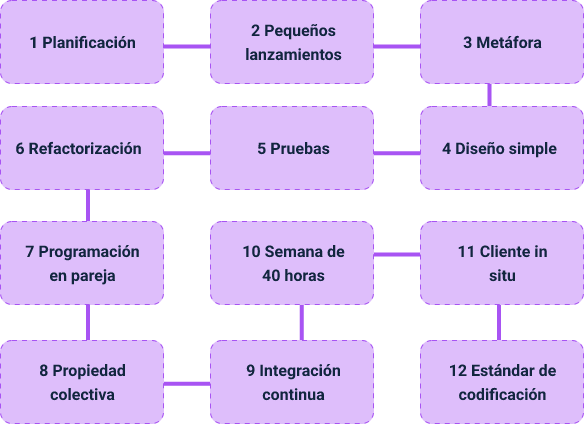 1 Planificación
2 Pequeños
lanzamientos
3 Metáfora
6 Refactorización
5 Pruebas
4 Diseño simple
7 Programación
en pareja
10 Semana de
40 horas
11 Cliente in
situ
8 Propiedad
colectiva
9 Integración
continua
12 Estándar de
codificación